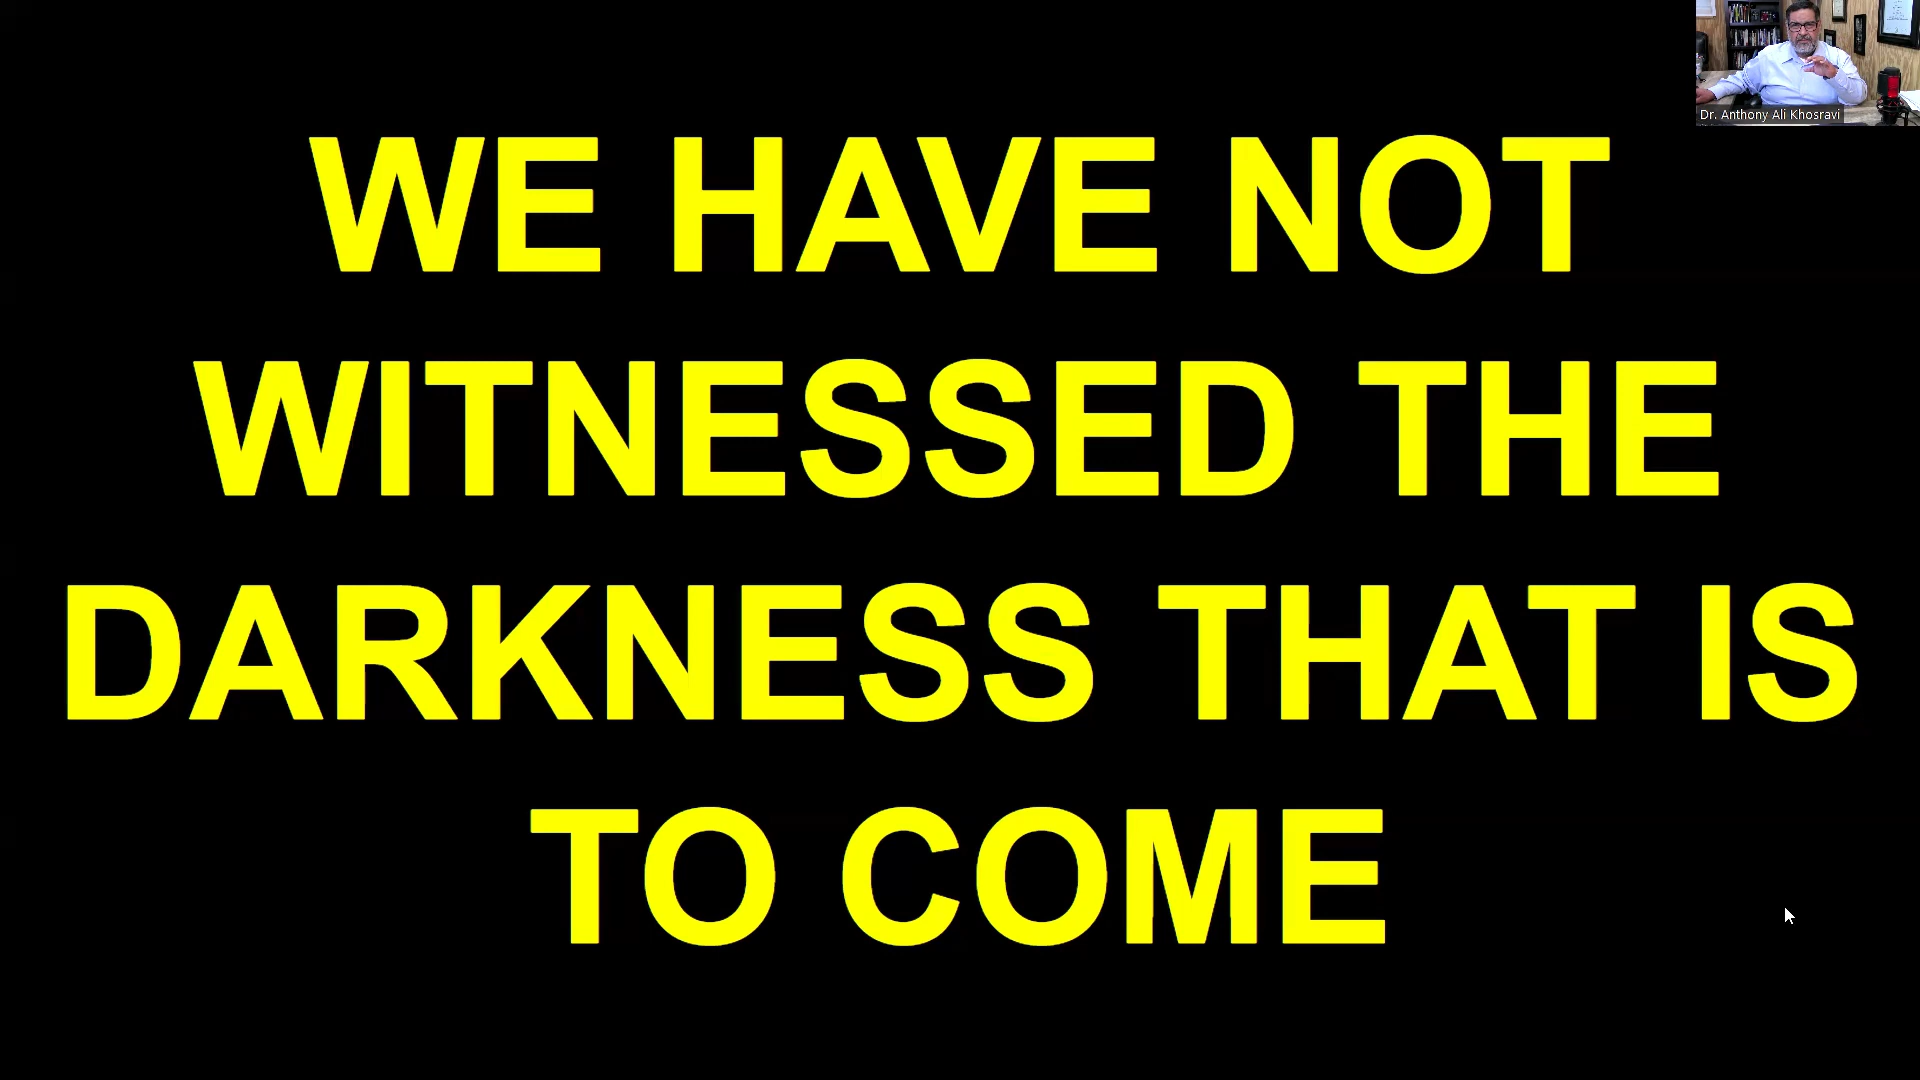 Dr. Anthony Ali Khosravi
WE HAVE NOT
WITNESSED THE
DARKNESS THAT IS
TO COME